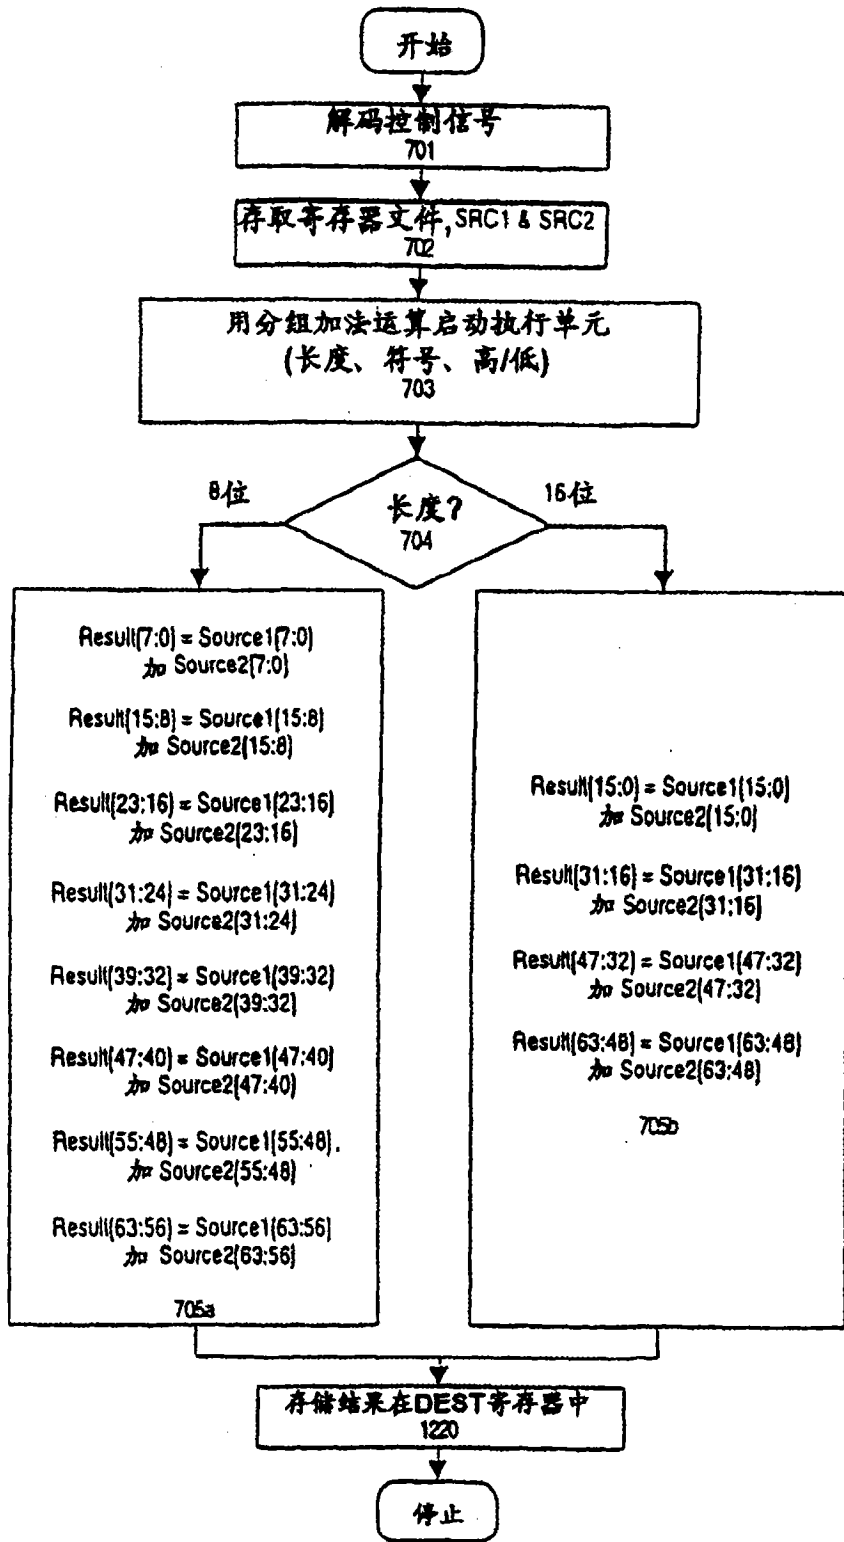 开始
解码控制信号
701
存取寄存器文件,SRC1 & SRC2
702
用分组加法运算启动执行单元
(长度、符号、高/低)
703
8位
长度?
704
16位
Result(7:0) = Source1(7:0)
加 Source2(7:0)
Result(15:8) = Source1(15:8)
加 Source2(15:8)
Result(23:16) = Source1(23:16)
加 Source2(23:16)
Result(31:24) = Source1(31:24)
加 Source2(31:24)
Result(39:32) = Source1(39:32)
加 Source2(39:32)
Result(47:40) = Source1(47:40)
加 Source2(47:40)
Result(55:48) = Source1(55:48)
加 Source2(55:48)
Result(63:56) = Source1(63:56)
加 Source2(63:56)
705a
Result(15:0) = Source1(15:0)
加 Source2(15:0)
Result(31:16) = Source1(31:16)
加 Source2(31:16)
Result(47:32) = Source1(47:32)
加 Source2(47:32)
Result(63:48) = Source1(63:48)
加 Source2(63:48)
705b
存储结果在DEST寄存器中
1220
停止